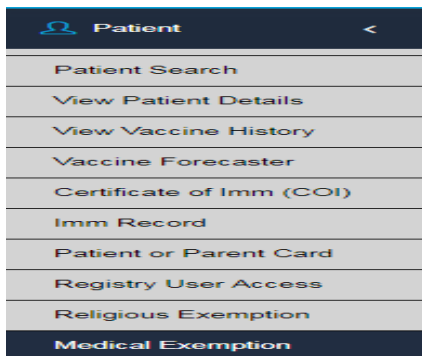 Patient <
Patient Search
View Patient Details
View Vaccine History
Vaccine Forecaster
Certificate of Imm (COI)
Imm Record
Patient or Parent Card
Registry User Access
Religious Exemption
Medical Exemption